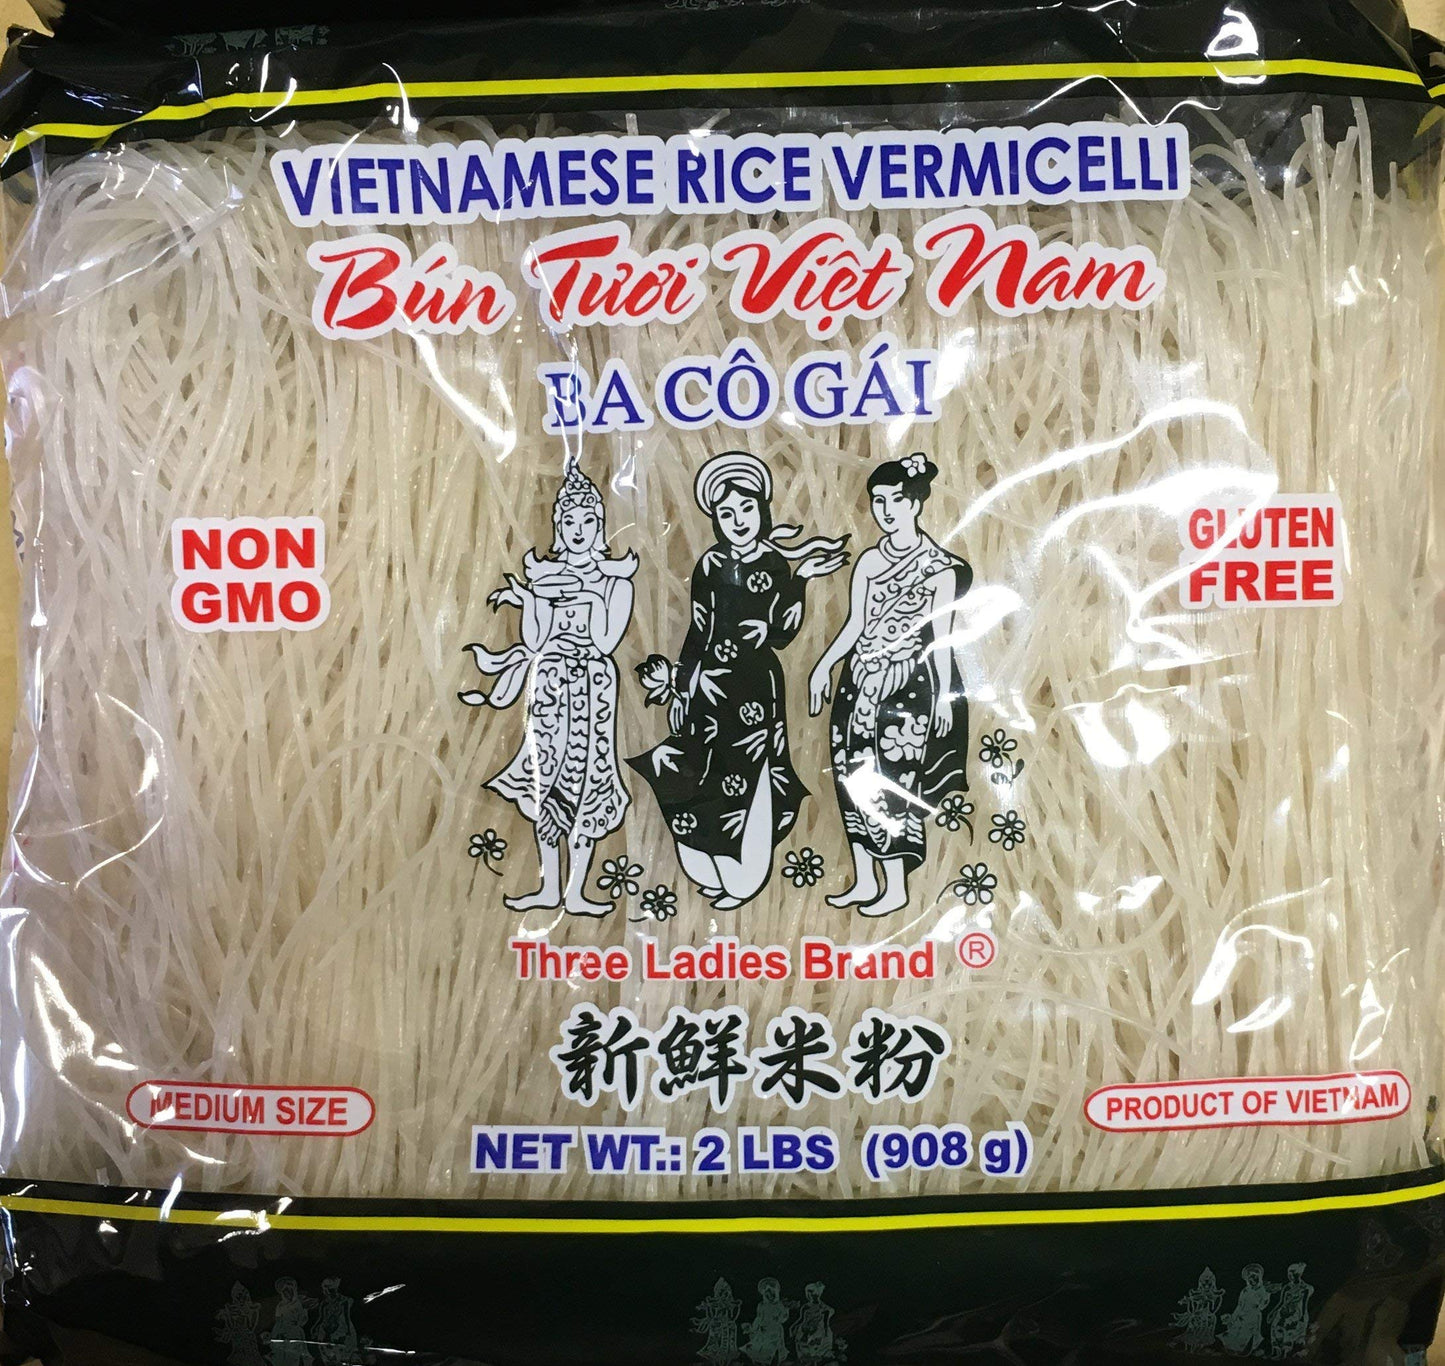 VIETNAMESE RICE VERMICELLI
Bún Tươi Việt Nam
BA CÔ GÁI
NON
GMO
GLUTEN
FREE
Three Ladies Brand ®
新鮮米粉
MEDIUM SIZE
PRODUCT OF VIETNAM
NET WT.: 2 LBS (908 g)